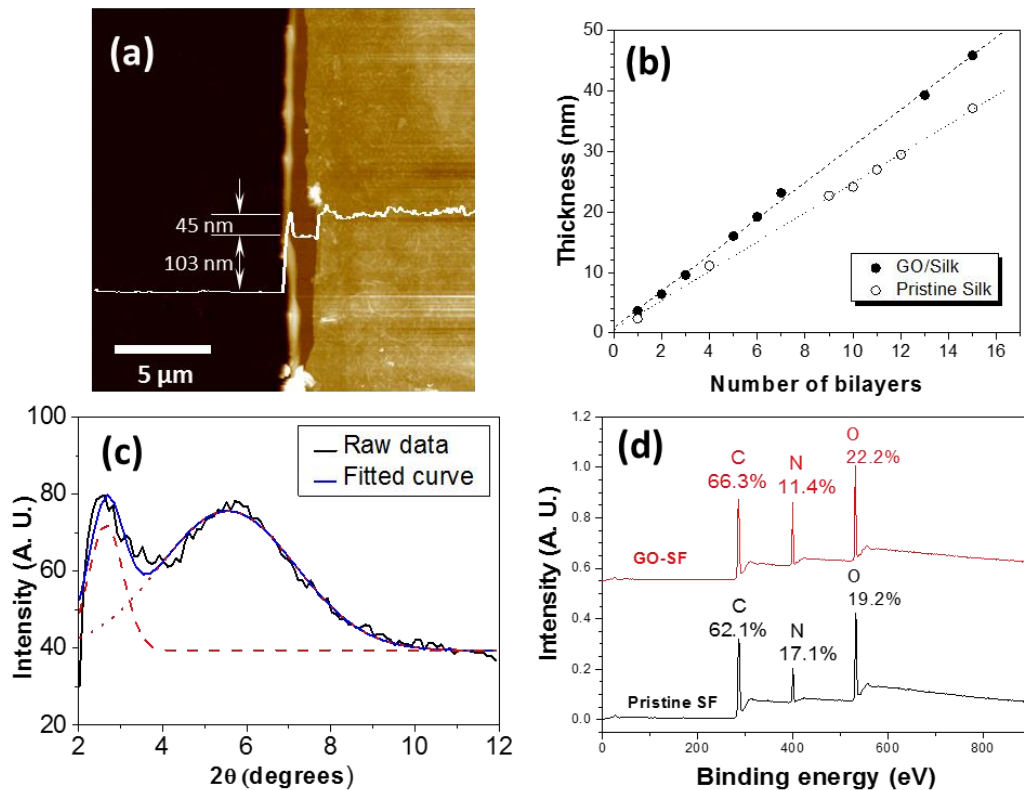 (a)
45 nm
103 nm
5 µm
(b)
Thickness (nm)
50
40
30
20
10
0
GO/Silk
Pristine Silk
0 2 4 6 8 10 12 14 16
Number of bilayers
(c)
Intensity (A. U.)
100
80
60
40
20
Raw data
Fitted curve
2 4 6 8 10 12
2θ (degrees)
(d)
Intensity (A. U.)
1.2
1.0
0.8
0.6
0.4
0.2
0.0
C
66.3%
N
11.4%
O
22.2%
GO-SF
C
62.1%
N
17.1%
O
19.2%
Pristine SF
0 200 400 600 800
Binding energy (eV)